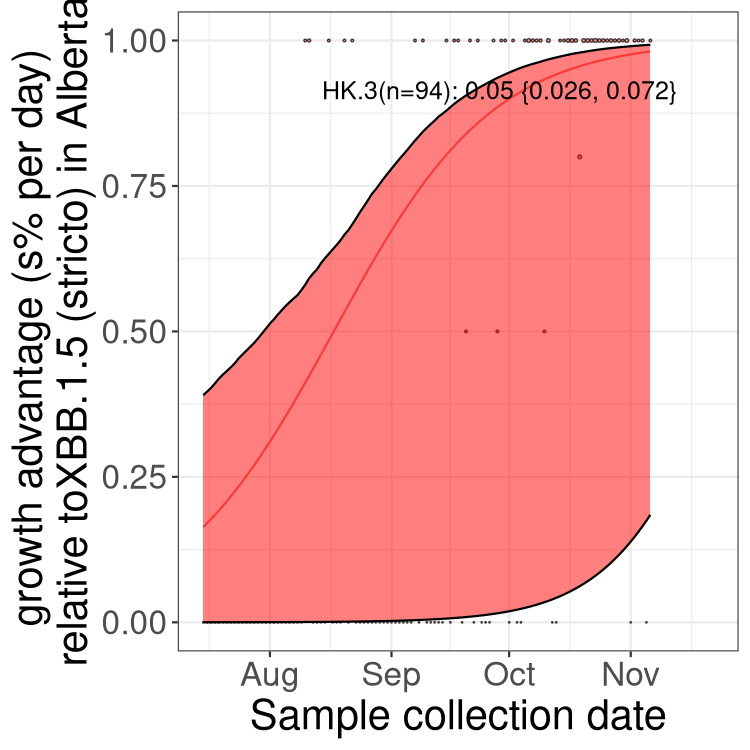 growth advantage (s% per day)
relative toXBB.1.5 (stricto) in Alberta
1.00
0.75
0.50
0.25
0.00
HK.3(n=94): 0.05 {0.026, 0.072}
Aug Sep Oct Nov
Sample collection date